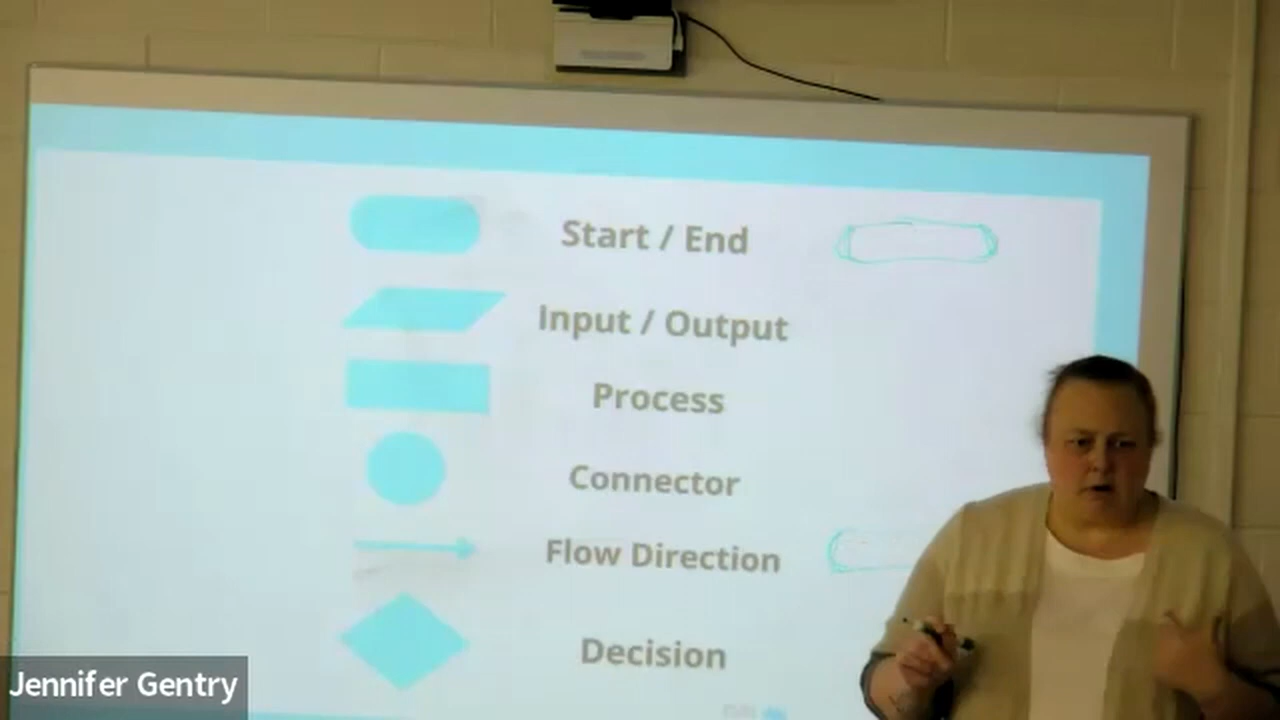 Start / End
Input / Output
Process
Connector
Flow Direction
Decision
Jennifer Gentry